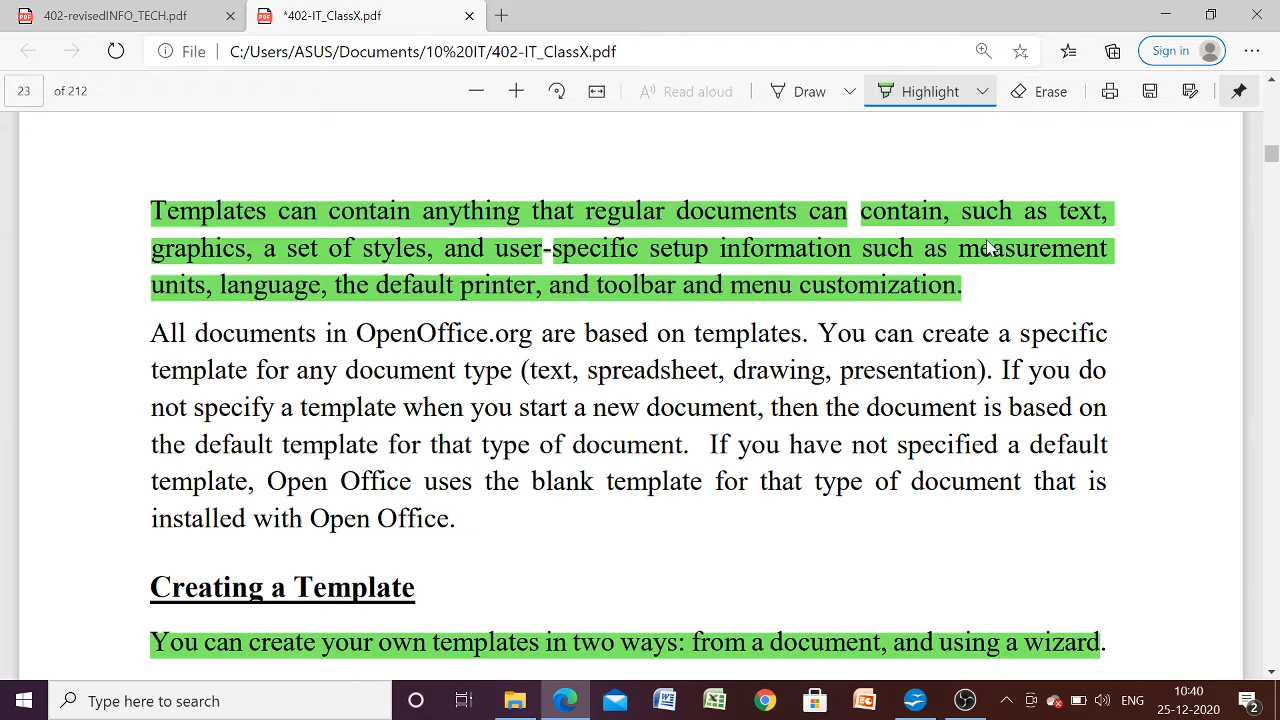 402-revisedINFO_TECH.pdf
*402-IT_ClassX.pdf
File C:/Users/ASUS/Documents/10%20IT/402-IT_ClassX.pdf
Sign in
23 of 212
Read aloud
Draw
Highlight
Erase
Templates can contain anything that regular documents can contain, such as text,
graphics, a set of styles, and user-specific setup information such as measurement
units, language, the default printer, and toolbar and menu customization.
All documents in OpenOffice.org are based on templates. You can create a specific
template for any document type (text, spreadsheet, drawing, presentation). If you do
not specify a template when you start a new document, then the document is based on
the default template for that type of document. If you have not specified a default
template, Open Office uses the blank template for that type of document that is
installed with Open Office.
Creating a Template
You can create your own templates in two ways: from a document, and using a wizard.
Type here to search
ENG
10:40
25-12-2020
2